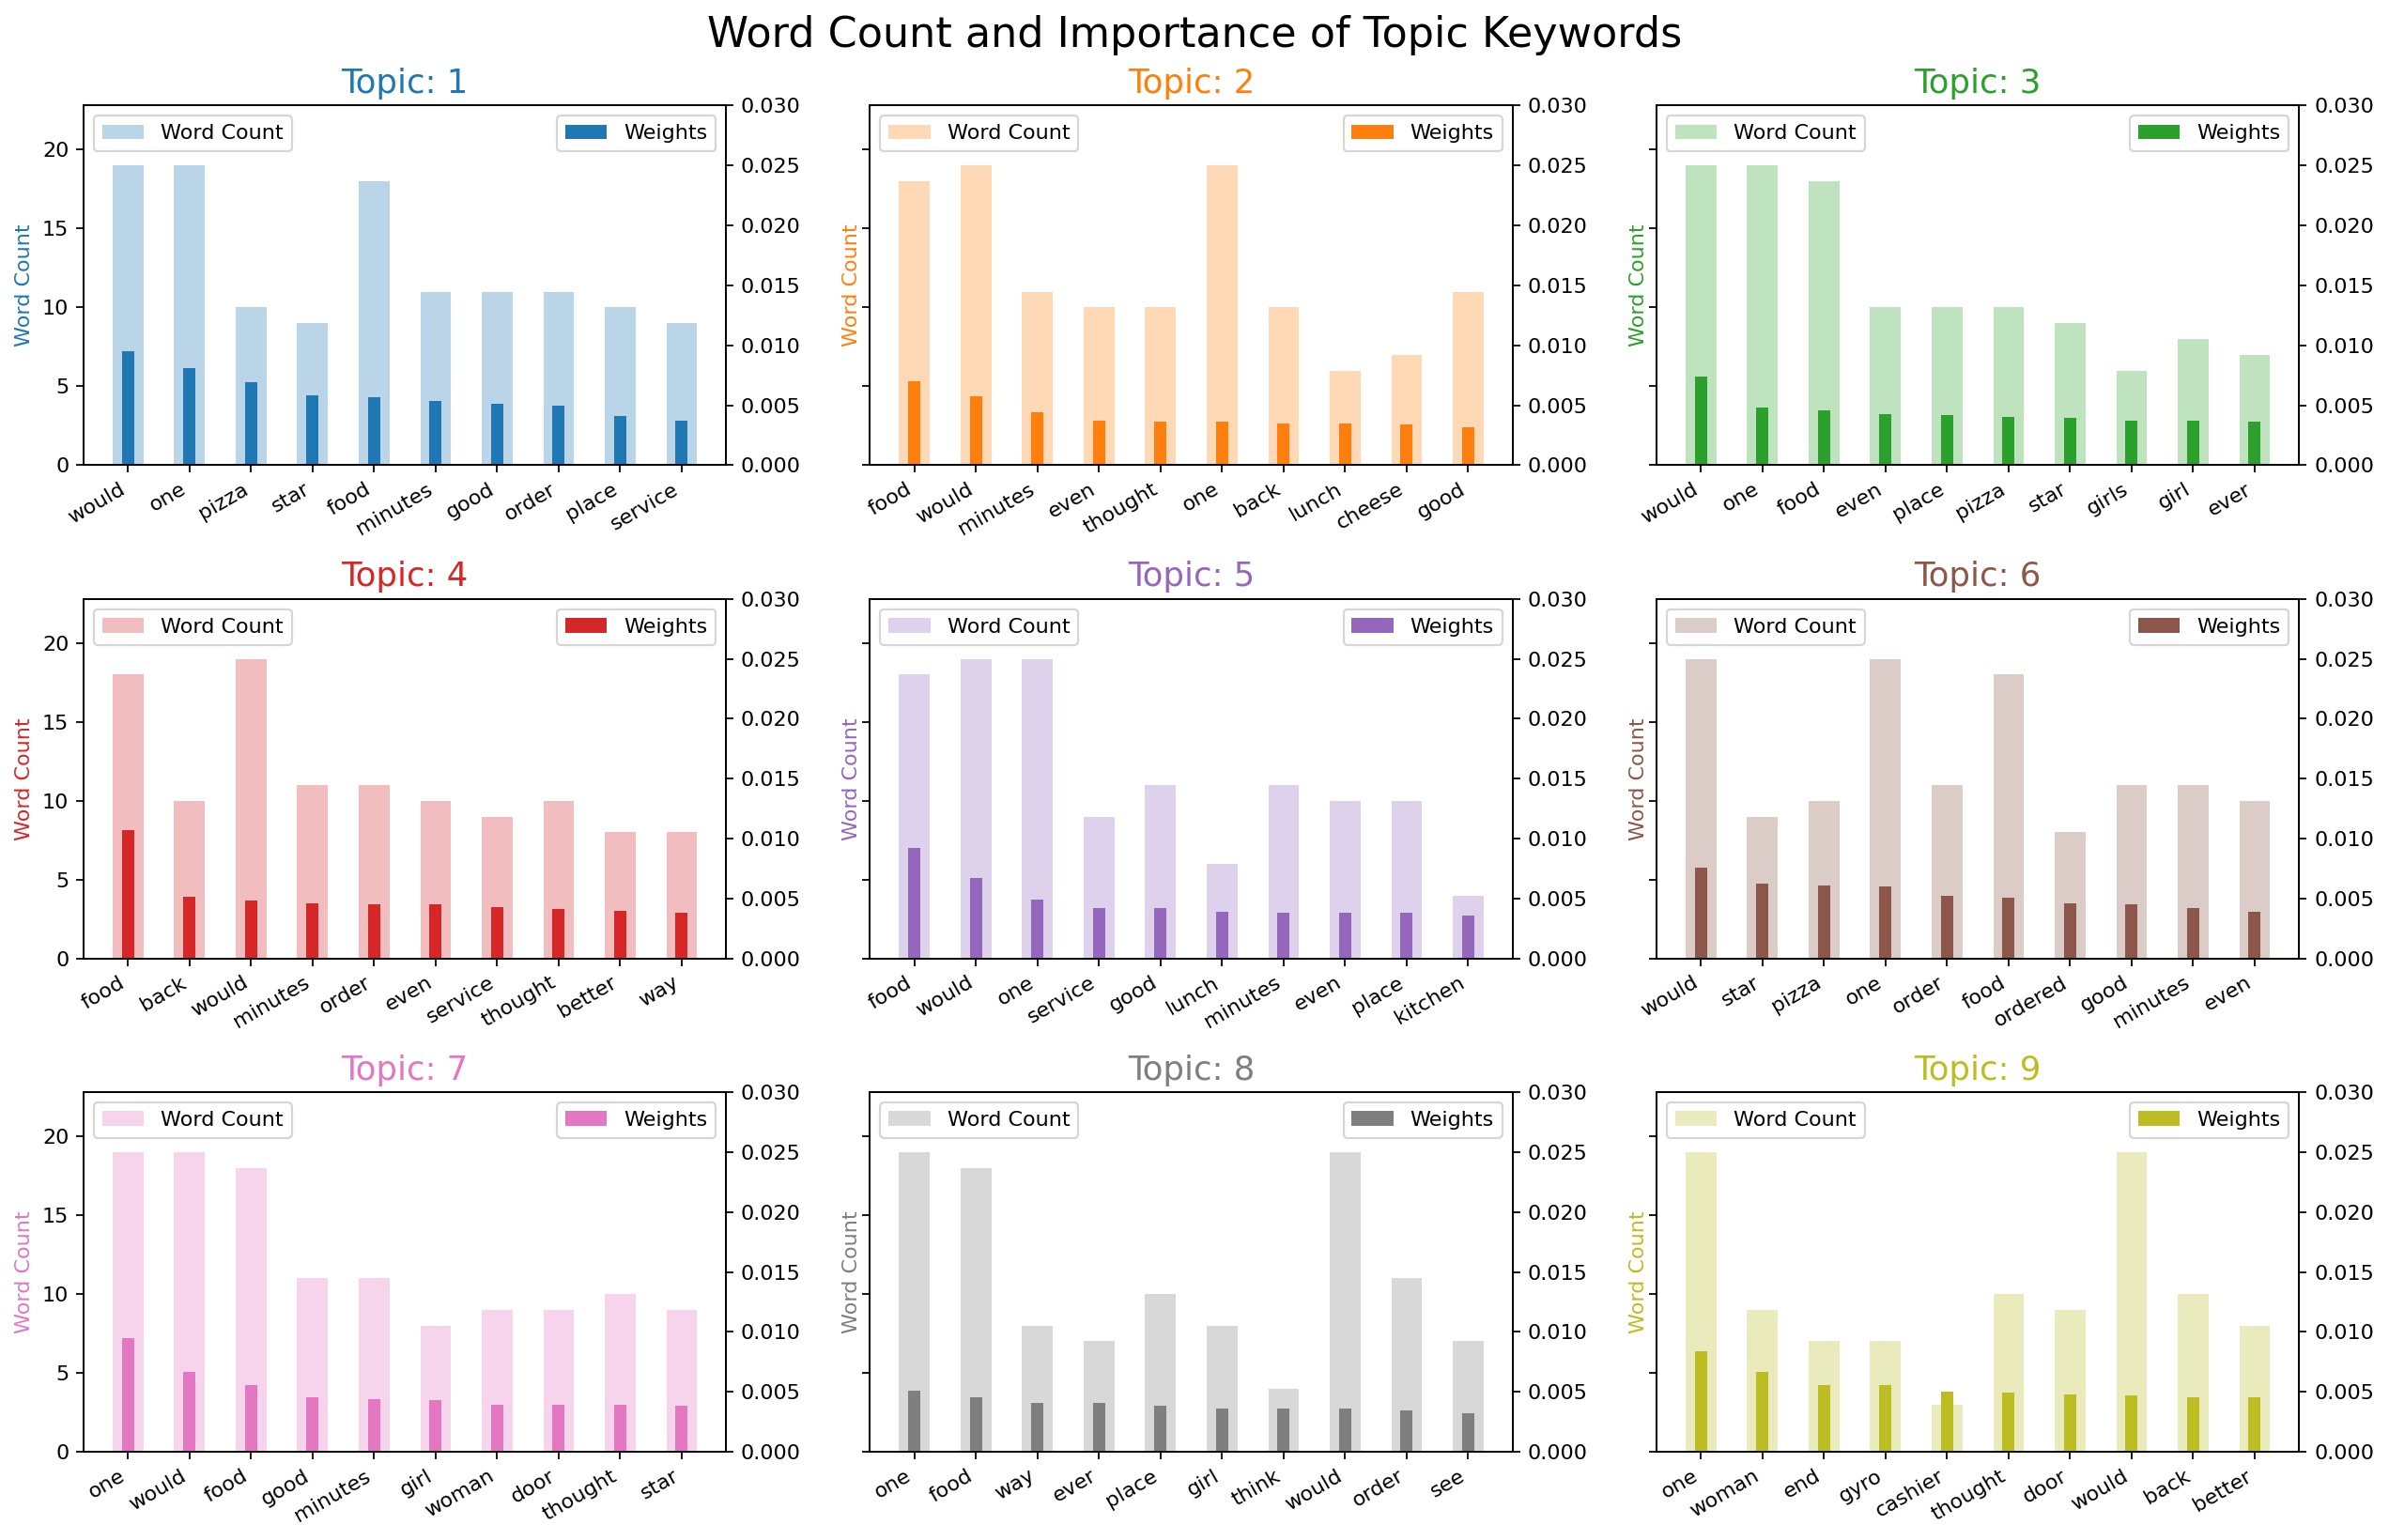 Word Count and Importance of Topic Keywords
Topic: 1
Word Count
Weights
Word Count
20
15
10
5
0
0.030
0.025
0.020
0.015
0.010
0.005
0.000
would one pizza star food minutes good order place service
Topic: 2
Word Count
Weights
Word Count
0.030
0.025
0.020
0.015
0.010
0.005
0.000
food would minutes even thought one back lunch cheese good
Topic: 3
Word Count
Weights
Word Count
0.030
0.025
0.020
0.015
0.010
0.005
0.000
would one food even place pizza star girls girl ever
Topic: 4
Word Count
Weights
Word Count
20
15
10
5
0
0.030
0.025
0.020
0.015
0.010
0.005
0.000
food back would minutes order even service thought better way
Topic: 5
Word Count
Weights
Word Count
0.030
0.025
0.020
0.015
0.010
0.005
0.000
food would one service good lunch minutes even place kitchen
Topic: 6
Word Count
Weights
Word Count
0.030
0.025
0.020
0.015
0.010
0.005
0.000
would star pizza one order food ordered good minutes even
Topic: 7
Word Count
Weights
Word Count
20
15
10
5
0
0.030
0.025
0.020
0.015
0.010
0.005
0.000
one would food good minutes girl woman door thought star
Topic: 8
Word Count
Weights
Word Count
0.030
0.025
0.020
0.015
0.010
0.005
0.000
one food way ever place girl think would order see
Topic: 9
Word Count
Weights
Word Count
0.030
0.025
0.020
0.015
0.010
0.005
0.000
one woman end gyro cashier thought door would back better